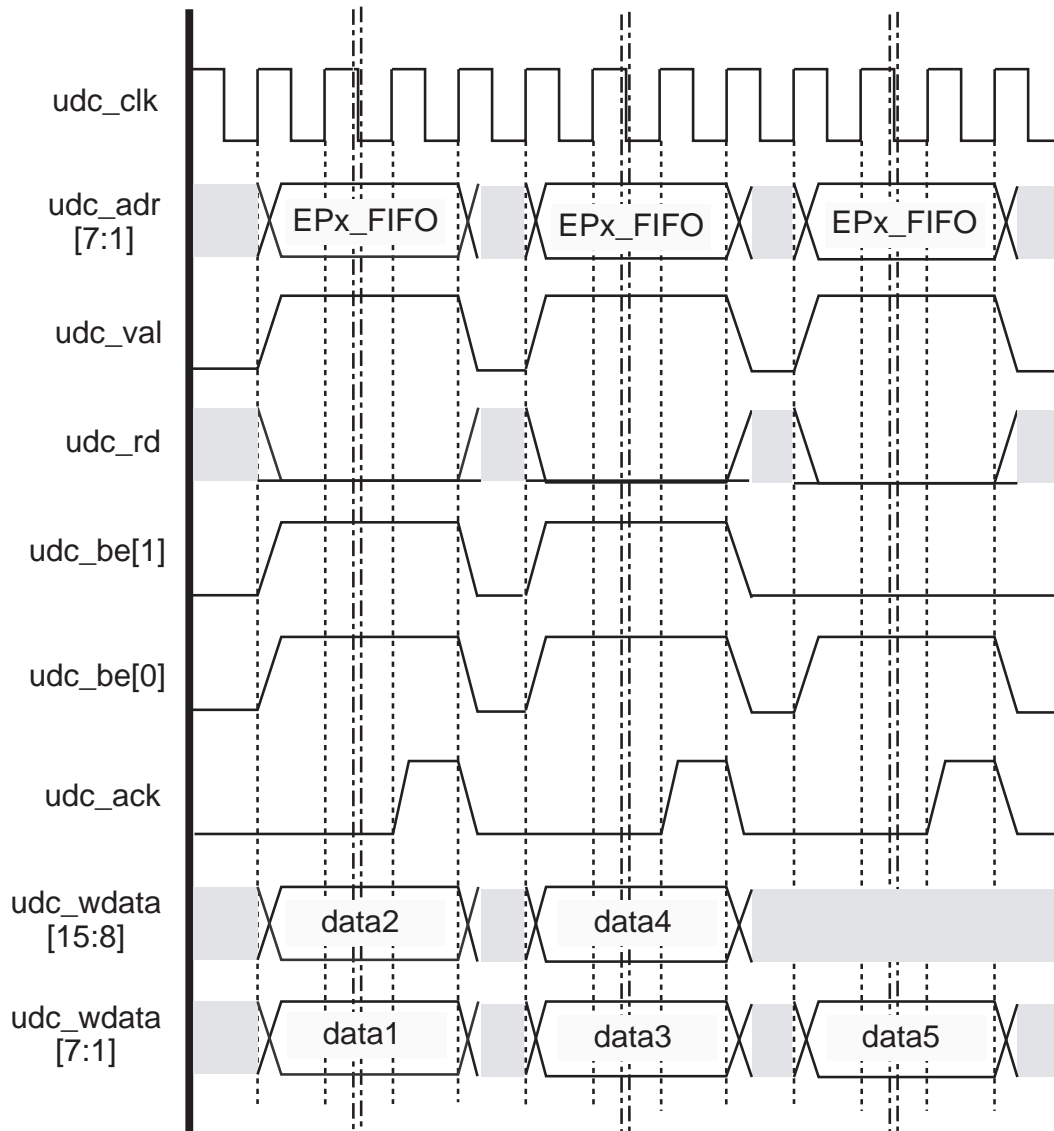 udc_clk
udc_adr
[7:1]
EPx_FIFO
EPx_FIFO
EPx_FIFO
udc_val
udc_rd
udc_be[1]
udc_be[0]
udc_ack
udc_wdata
[15:8]
data2
data4
udc_wdata
[7:1]
data1
data3
data5